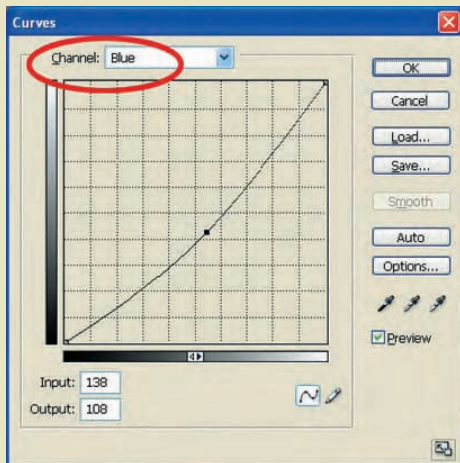 Curves
Channel: Blue
OK
Cancel
Load...
Save...
Smooth
Auto
Options...
Preview
Input: 138
Output: 108